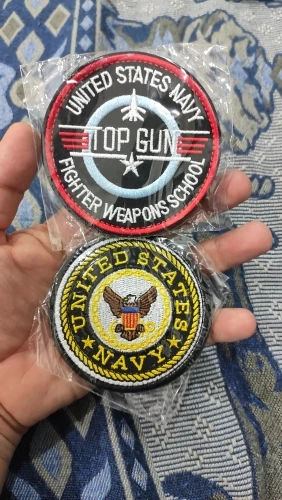 UNITED STATES NAVY
TOP GUN
FIGHTER WEAPONS SCHOOL
UNITED STATES
NAVY